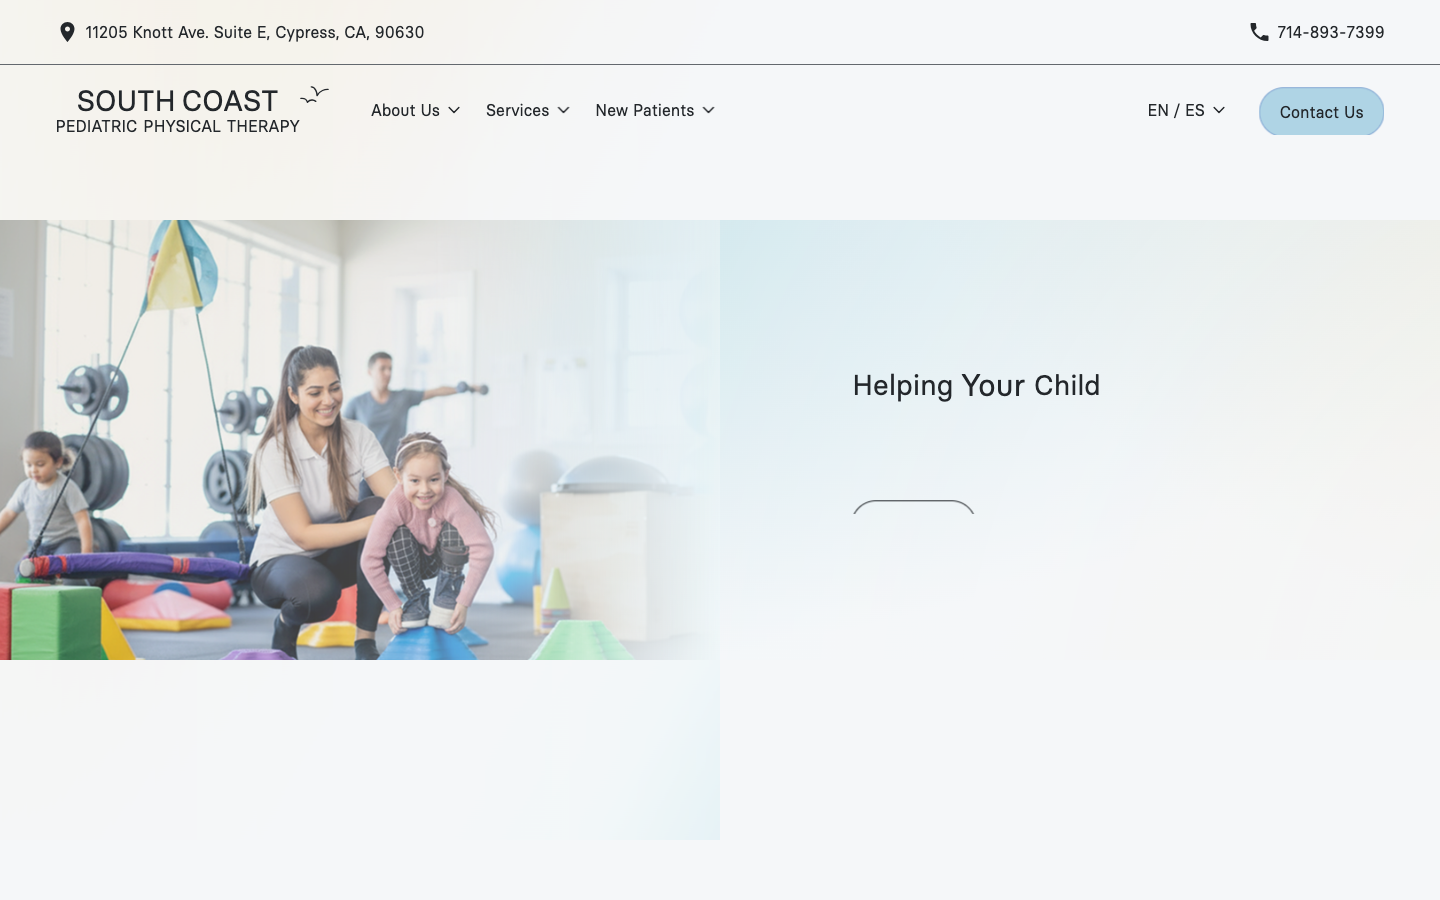 11205 Knott Ave. Suite E, Cypress, CA, 90630
714-893-7399
SOUTH COAST
PEDIATRIC PHYSICAL THERAPY
About Us
Services
New Patients
EN / ES
Contact Us
Helping Your Child